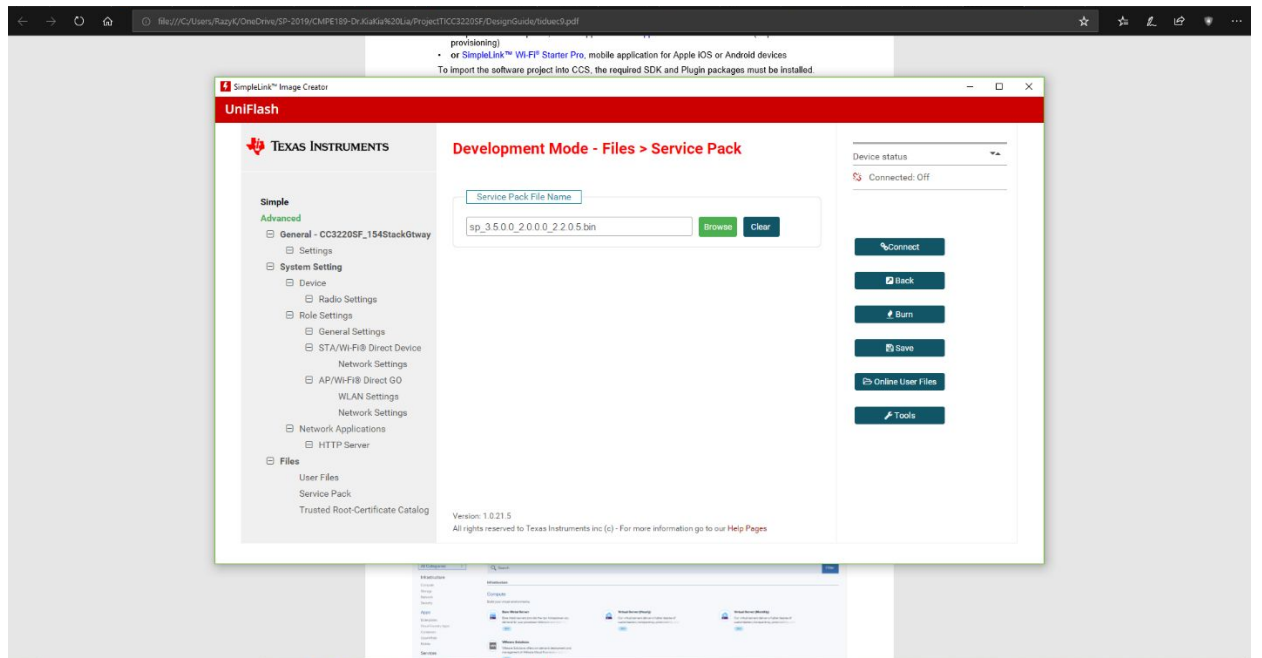 file:///C:/Users/RazyK/OneDrive/SP-2019/CMPE189-Dr.KiaKia%20Lia/ProjectTICC3220SF/DesignGuide/tiduec9.pdf
provisioning)
• or SimpleLink™ Wi-Fi® Starter Pro, mobile application for Apple iOS or Android devices
To import the software project into CCS, the required SDK and Plugin packages must be installed.
SimpleLink™ Image Creator
UniFlash
TEXAS INSTRUMENTS
Simple
Advanced
General - CC3220SF_154StackGtway
Settings
System Setting
Device
Radio Settings
Role Settings
General Settings
STA/Wi-Fi® Direct Device
Network Settings
AP/Wi-Fi® Direct GO
WLAN Settings
Network Settings
Network Applications
HTTP Server
Files
User Files
Service Pack
Trusted Root-Certificate Catalog
Development Mode - Files > Service Pack
Service Pack File Name
sp_3.5.0.0_2.0.0.0_2.2.0.5.bin
Browse
Clear
Version: 1.0.21.5
All rights reserved to Texas Instruments inc (c) - For more information go to our Help Pages
Device status
Connected: Off
Connect
Back
Burn
Save
Online User Files
Tools
Search
Infrastructure
Compute